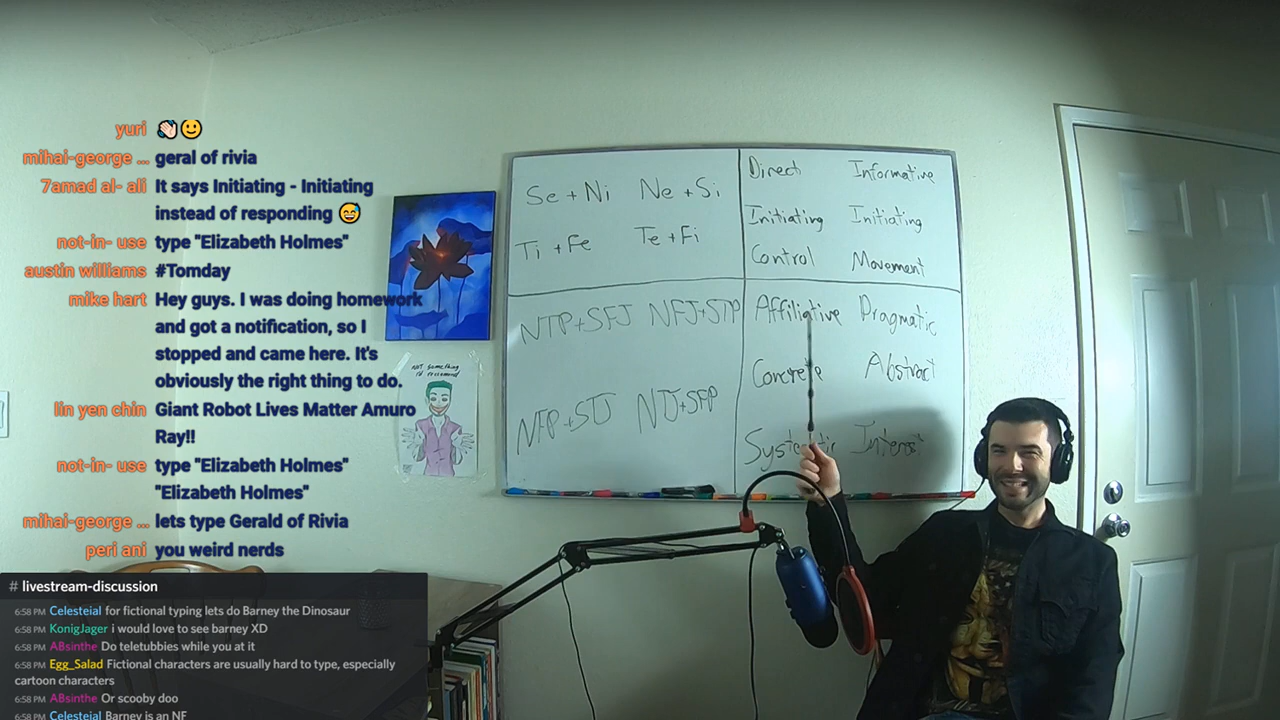 yuri 👏🏻🙂
mihai-george ... geral of rivia
7amad al- ali It says Initiating - Initiating
instead of responding 😅
not-in- use type "Elizabeth Holmes"
austin williams #Tomday
mike hart Hey guys. I was doing homework
and got a notification, so I
stopped and came here. It's
obviously the right thing to do.
lin yen chin Giant Robot Lives Matter Amuro
Ray!!
not-in- use type "Elizabeth Holmes"
"Elizabeth Holmes"
mihai-george ... lets type Gerald of Rivia
peri ani you weird nerds
# livestream-discussion
6:58 PM Celesteial for fictional typing lets do Barney the Dinosaur
6:58 PM KonigJager i would love to see barney XD
6:58 PM ABsinthe Do teletubbies while you at it
6:58 PM Egg_Salad Fictional characters are usually hard to type, especially
cartoon characters
6:58 PM ABsinthe Or scooby doo
6:58 PM Celesteial Barney is an NF
NOT something
I'd recommend
Se + Ni Ne + Si
Ti + Fe Te + Fi
NTP + SFJ NFJ + STP
NFP + STJ NTJ + SFP
Direct Informative
Initiating Initiating
Control Movement
Affiliative Pragmatic
Concrete Abstract
Systematic Interest